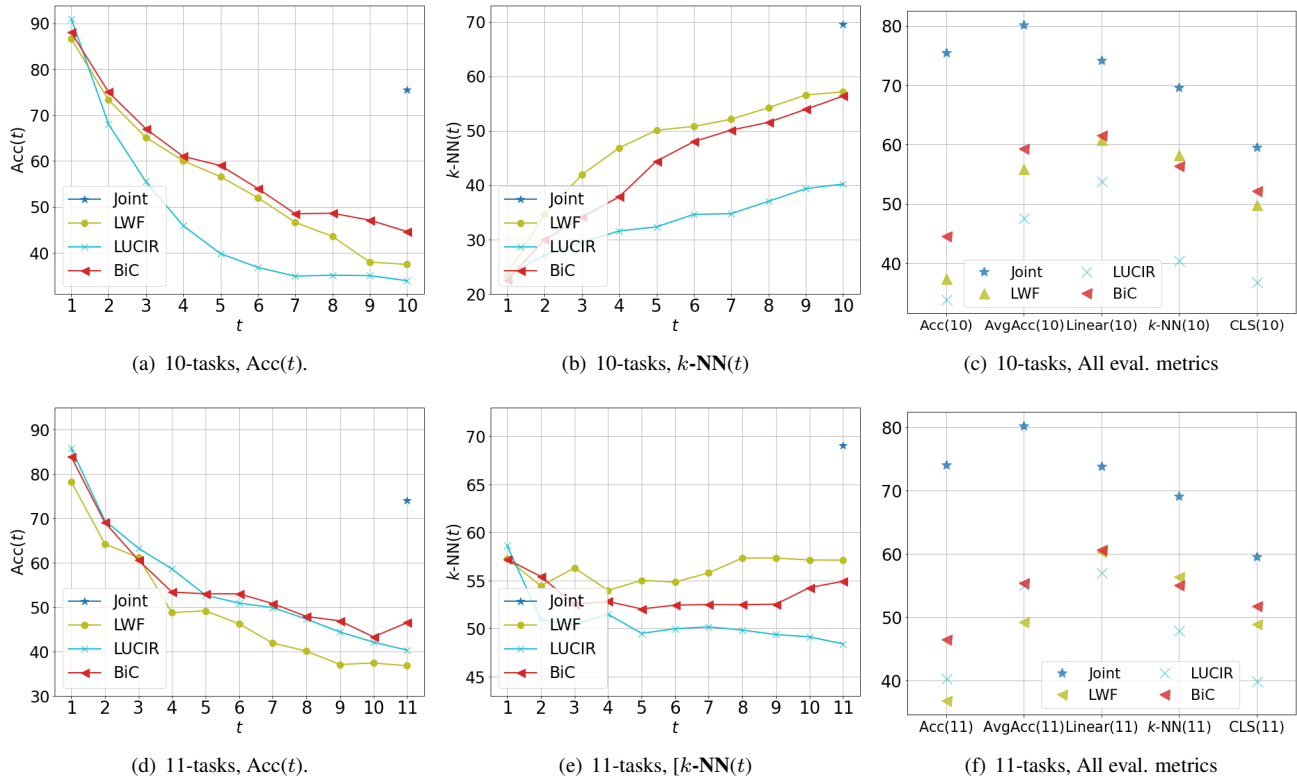 90
80
70
60
50
40
Acc(t)
Joint
LWF
LUCIR
BiC
1 2 3 4 5 6 7 8 9 10
t
(a) 10-tasks, Acc(t).
70
60
50
40
30
20
k-NN(t)
Joint
LWF
LUCIR
BiC
1 2 3 4 5 6 7 8 9 10
t
(b) 10-tasks, k-NN(t)
80
70
60
50
40
Joint LUCIR
LWF BiC
Acc(10) AvgAcc(10) Linear(10) k-NN(10) CLS(10)
(c) 10-tasks, All eval. metrics
90
80
70
60
50
40
30
Acc(t)
Joint
LWF
LUCIR
BiC
1 2 3 4 5 6 7 8 9 10 11
t
(d) 11-tasks, Acc(t).
70
65
60
55
50
45
k-NN(t)
Joint
LWF
LUCIR
BiC
1 2 3 4 5 6 7 8 9 10 11
t
(e) 11-tasks, [k-NN(t)
80
70
60
50
40
Joint LUCIR
LWF BiC
Acc(11) AvgAcc(11) Linear(11) k-NN(11) CLS(11)
(f) 11-tasks, All eval. metrics